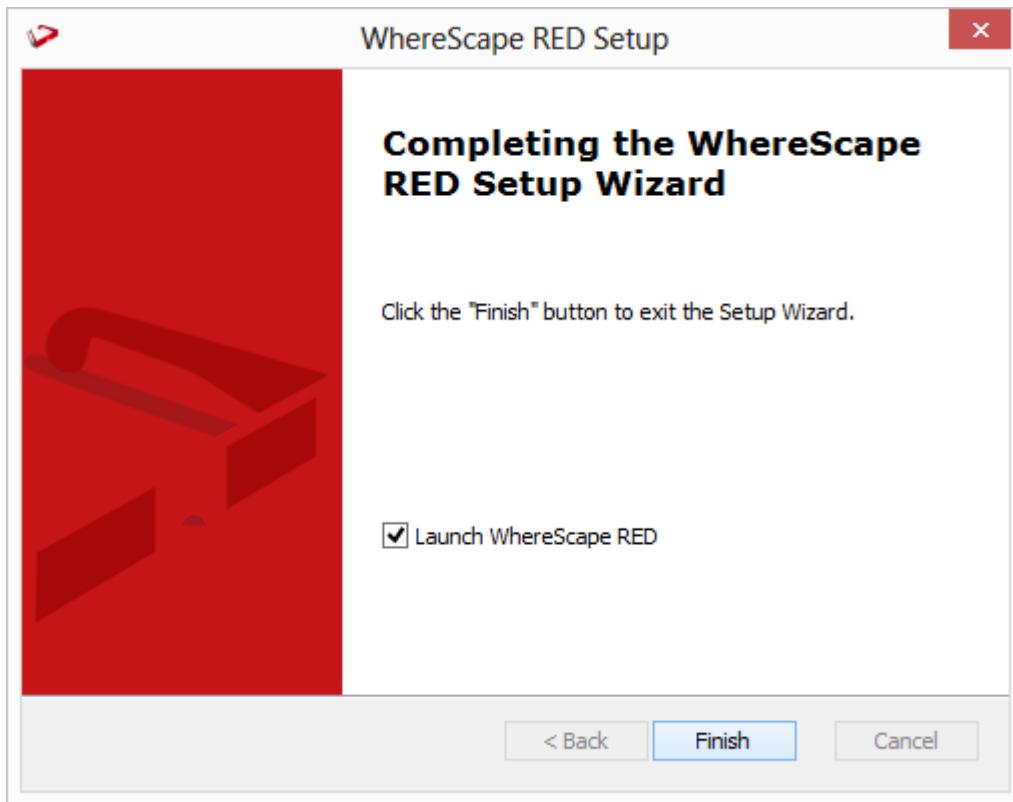 WhereScape RED Setup
Completing the WhereScape
RED Setup Wizard
Click the "Finish" button to exit the Setup Wizard.
Launch WhereScape RED
< Back
Finish
Cancel